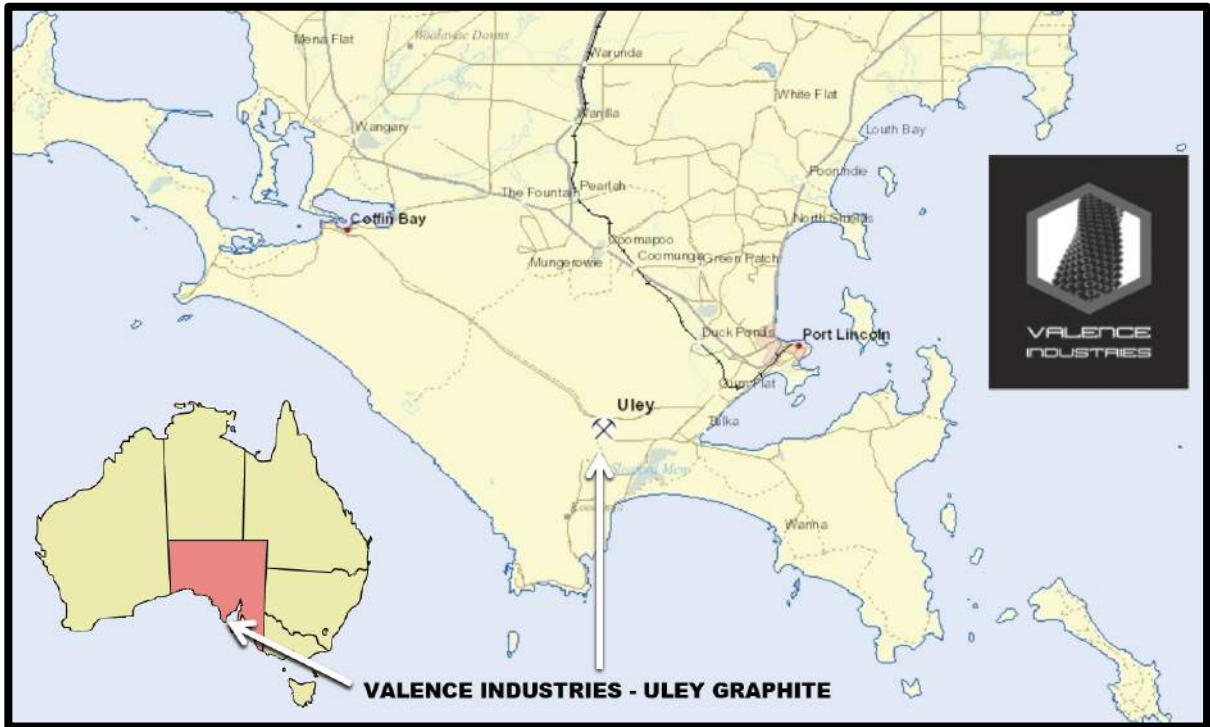 Mena Flat
Warunda
White Flat
Wanilla
Wangary
Louth Bay
Poonindie
The Fountain
Pearlah
North Shields
Coffin Bay
Coomunga
Green Patch
Mungerowie
Duck Ponds
Port Lincoln
Uley
Tulka
Wanna
VALENCE
INDUSTRIES
VALENCE INDUSTRIES - ULEY GRAPHITE